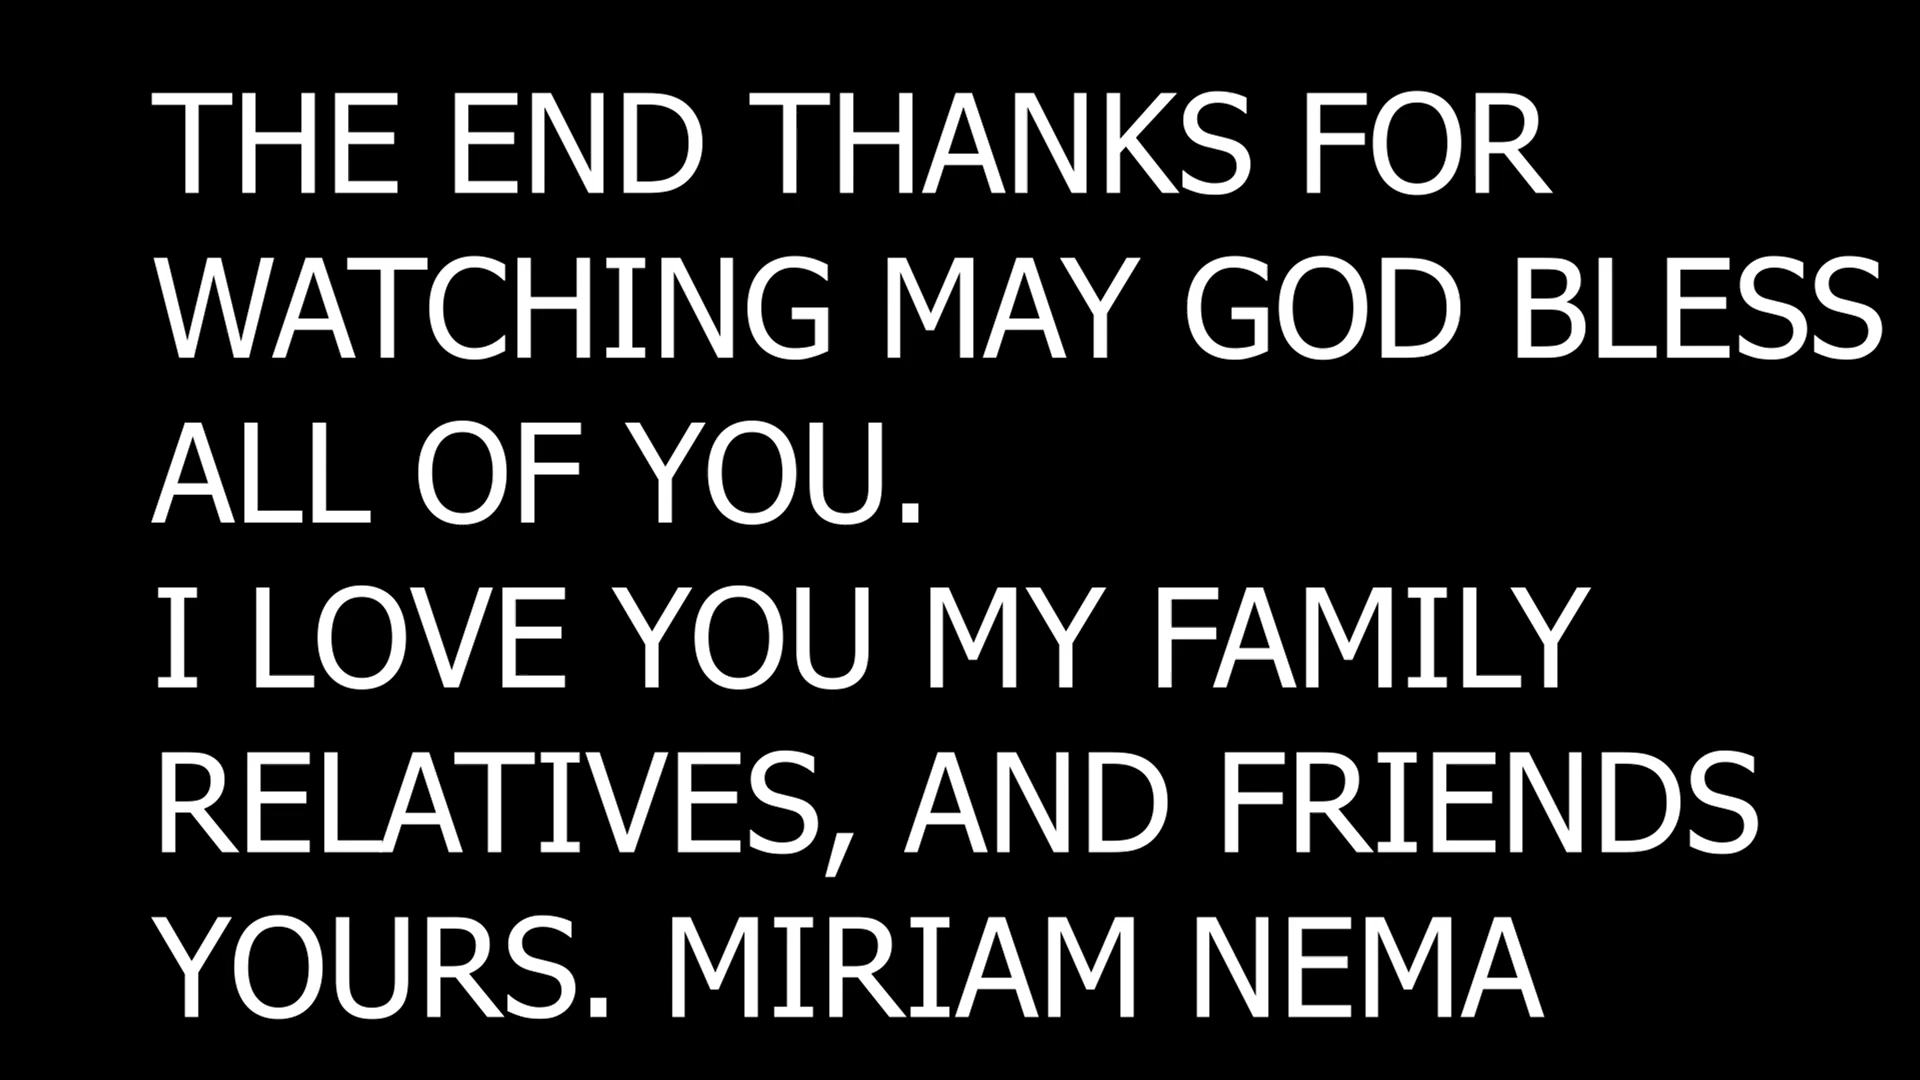 THE END THANKS FOR
WATCHING MAY GOD BLESS
ALL OF YOU.
I LOVE YOU MY FAMILY
RELATIVES, AND FRIENDS
YOURS. MIRIAM NEMA